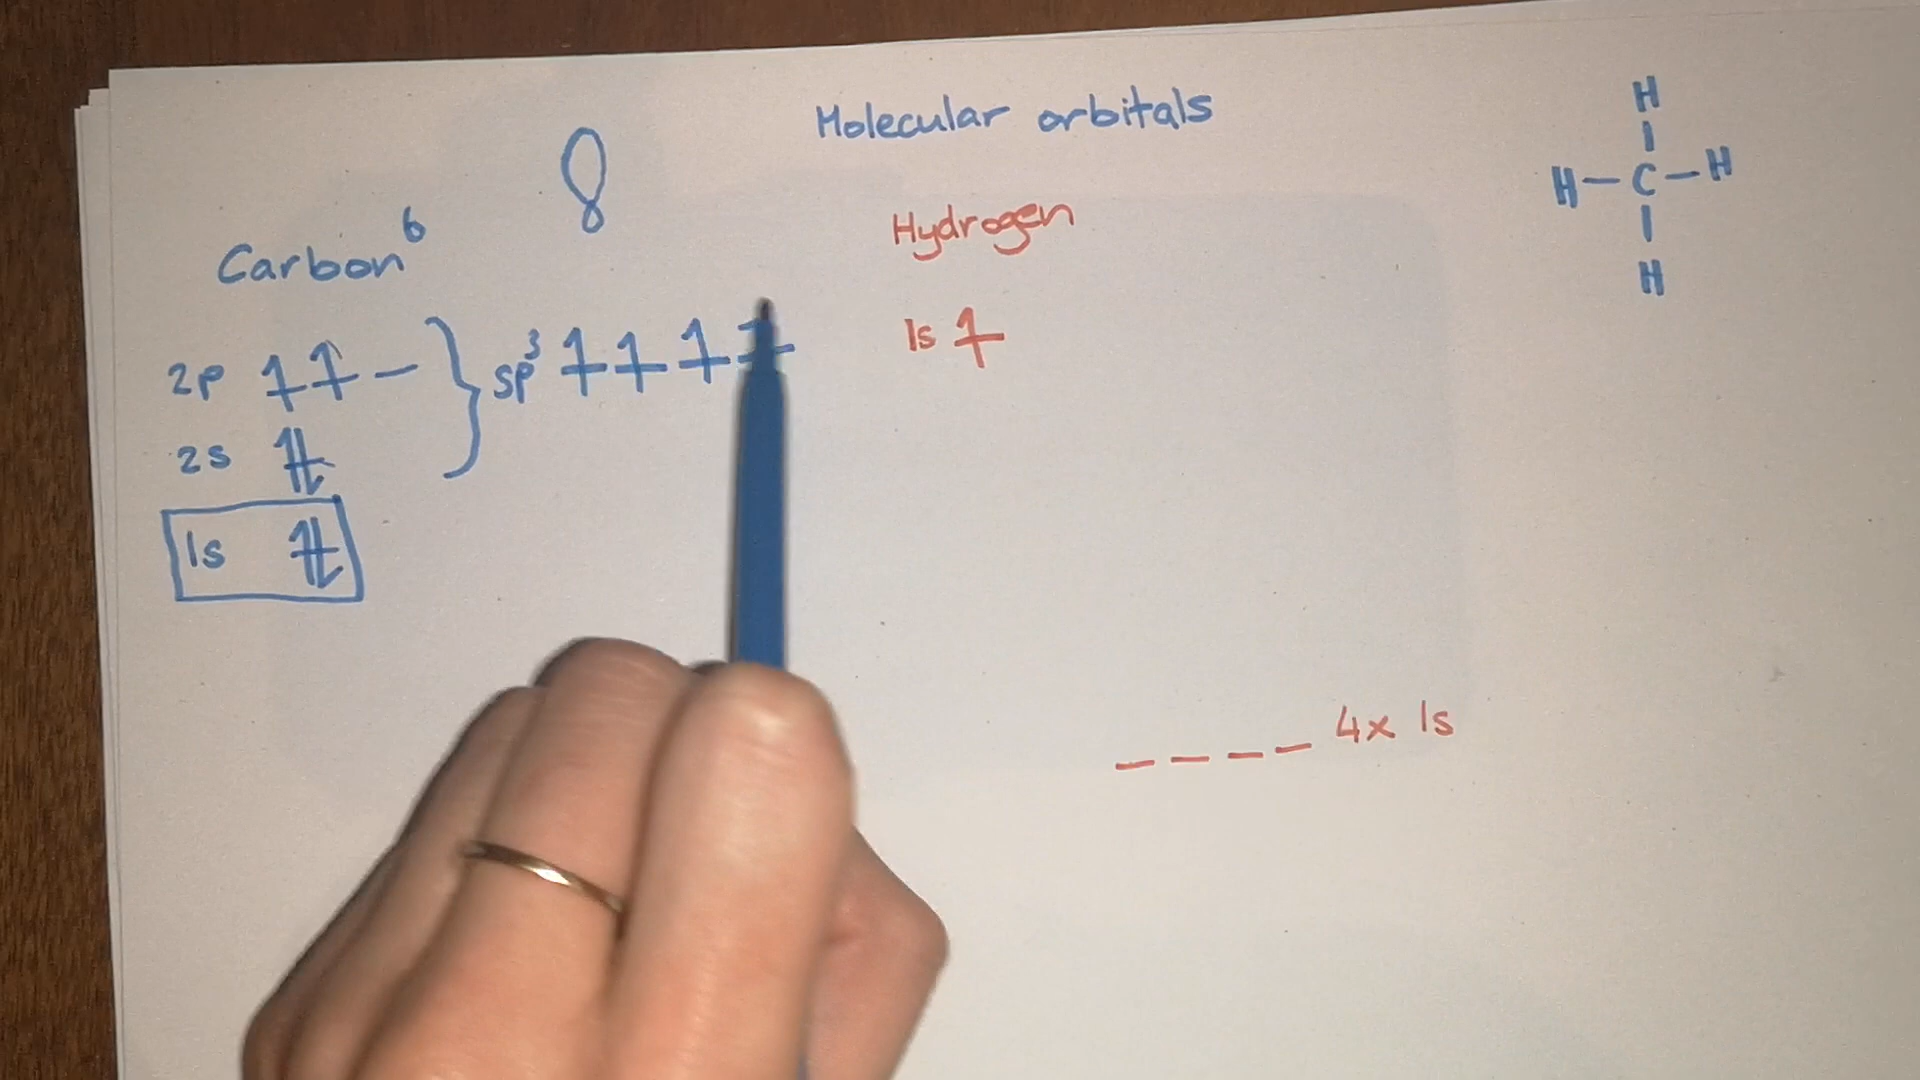 Molecular orbitals
H
H-C-H
H
Carbon⁶
Hydrogen
2p
sp³
1s
2s
1s
4x 1s